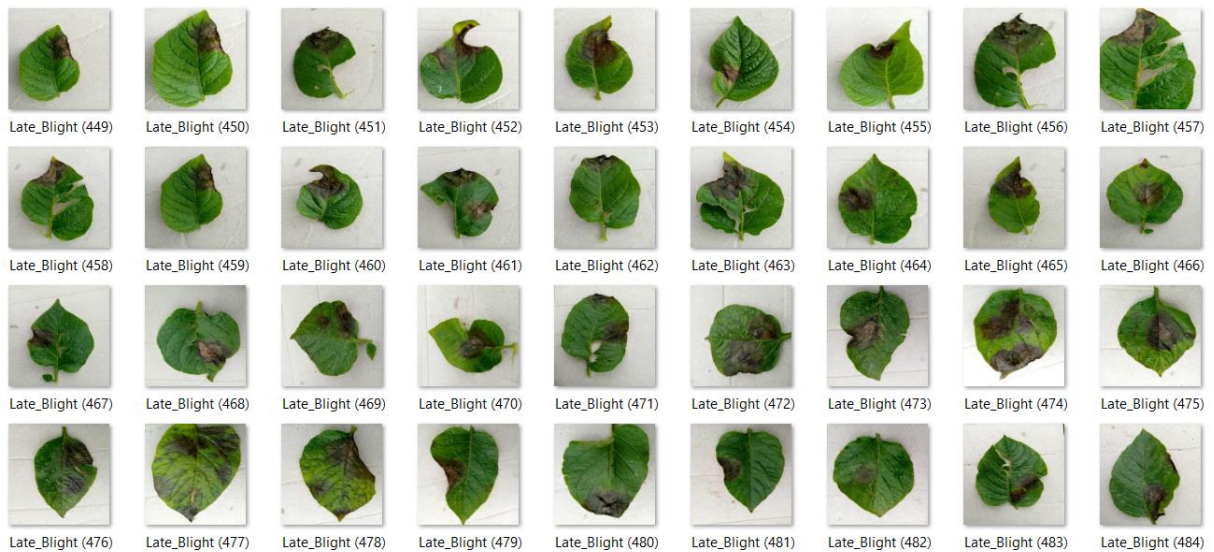 Late_Blight (449) Late_Blight (450) Late_Blight (451) Late_Blight (452) Late_Blight (453) Late_Blight (454) Late_Blight (455) Late_Blight (456) Late_Blight (457)
Late_Blight (458) Late_Blight (459) Late_Blight (460) Late_Blight (461) Late_Blight (462) Late_Blight (463) Late_Blight (464) Late_Blight (465) Late_Blight (466)
Late_Blight (467) Late_Blight (468) Late_Blight (469) Late_Blight (470) Late_Blight (471) Late_Blight (472) Late_Blight (473) Late_Blight (474) Late_Blight (475)
Late_Blight (476) Late_Blight (477) Late_Blight (478) Late_Blight (479) Late_Blight (480) Late_Blight (481) Late_Blight (482) Late_Blight (483) Late_Blight (484)